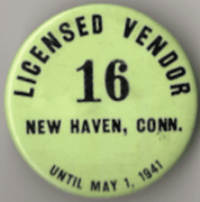 LICENSED VENDOR
16
NEW HAVEN, CONN.
UNTIL MAY 1, 1941